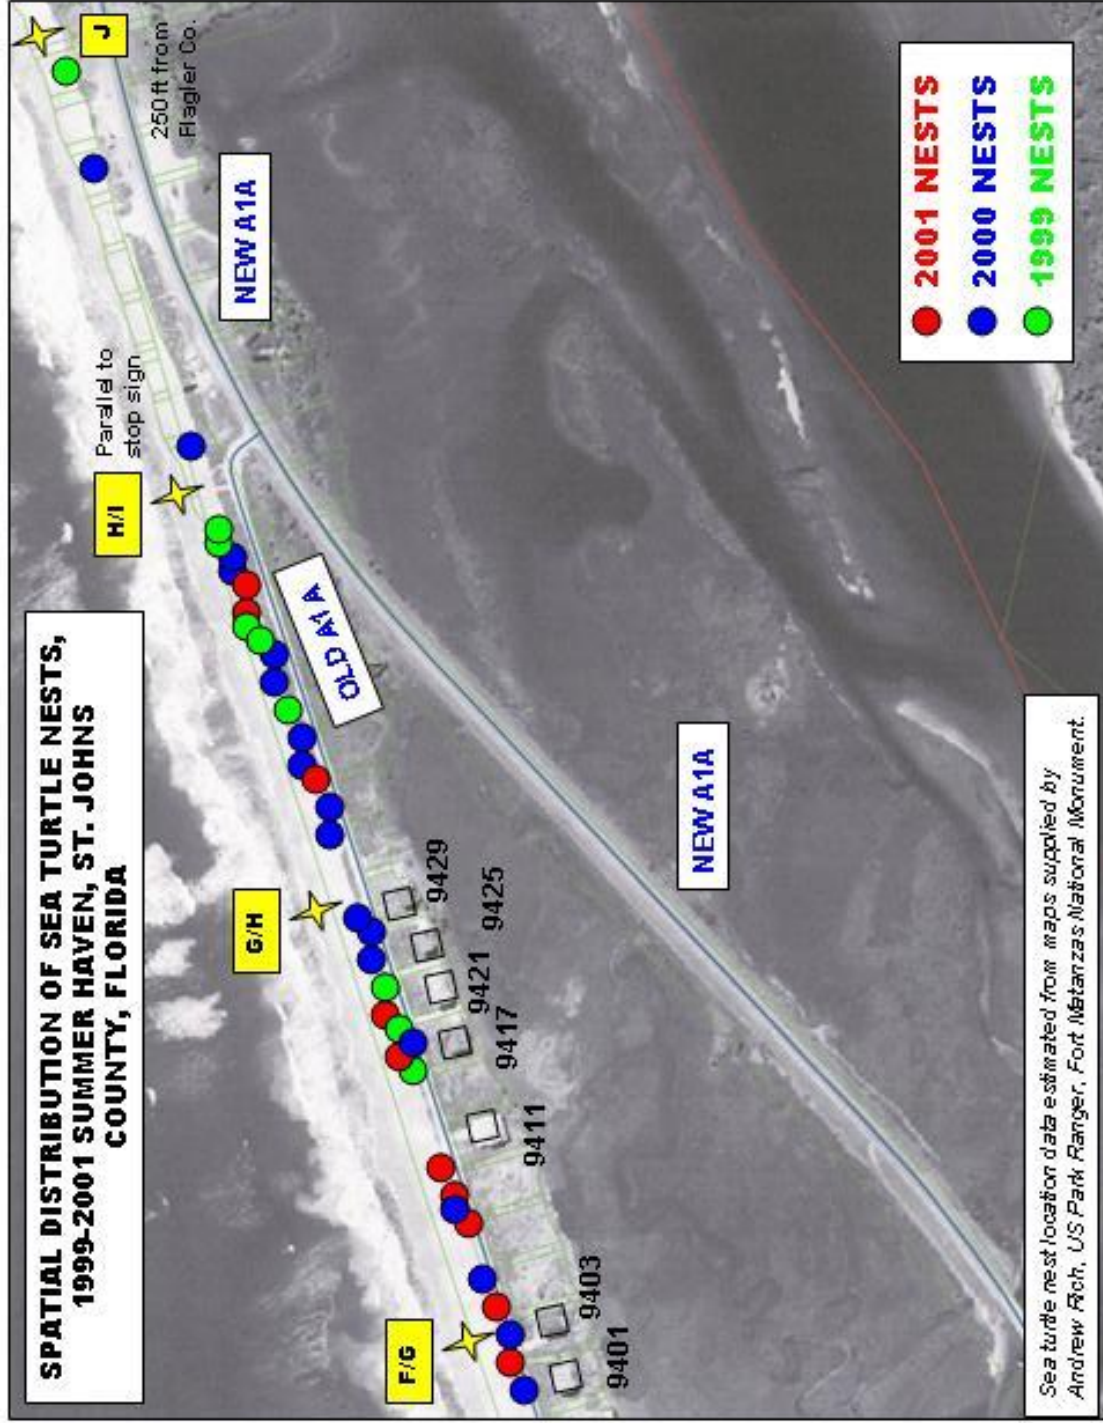 SPATIAL DISTRIBUTION OF SEA TURTLE NESTS,
1999-2001 SUMMER HAVEN, ST. JOHNS
COUNTY, FLORIDA
F/G
G/H
H/I
Parallel to
stop sign
J
250 ft from
Flagler Co.
NEW A1A
OLD A1A
9401
9403
9411
9417
9421
9425
9429
NEW A1A
2001 NESTS
2000 NESTS
1999 NESTS
Sea turtle nest location data estimated from maps supplied by
Andrew Rich, US Park Ranger, Fort Matanzas National Monument.